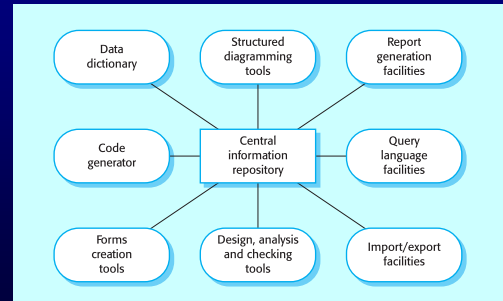 Data
dictionary
Structured
diagramming
tools
Report
generation
facilities
Code
generator
Central
information
repository
Query
language
facilities
Forms
creation
tools
Design, analysis
and checking
tools
Import/export
facilities